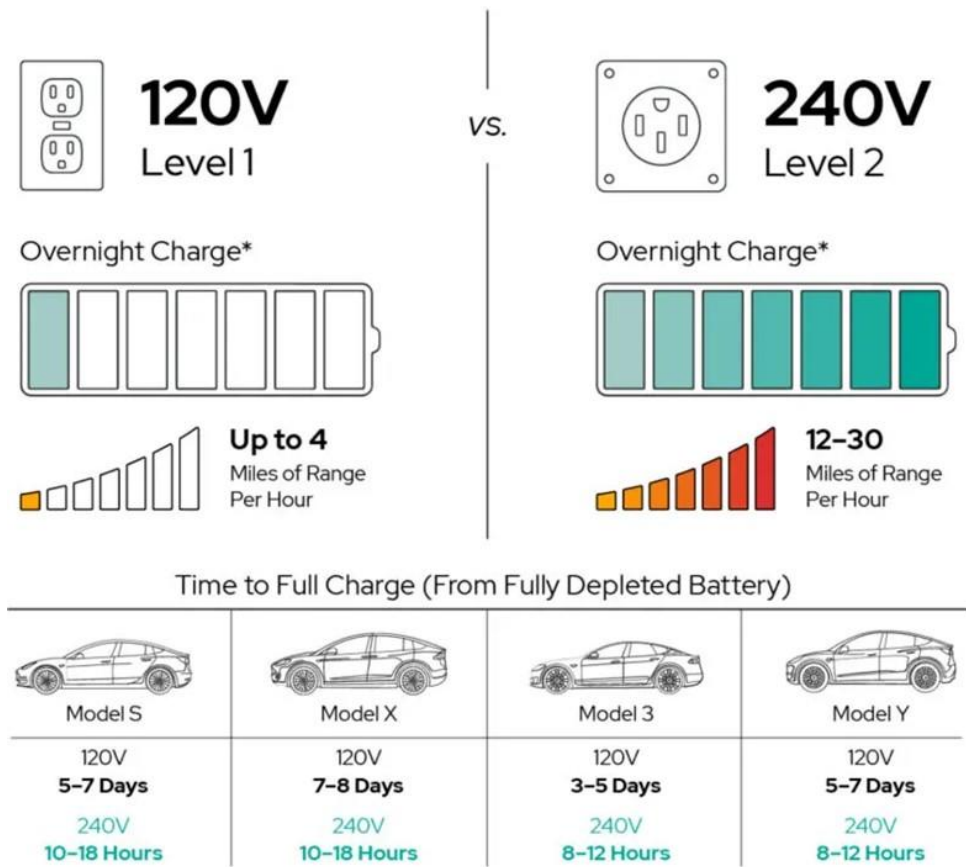 120V
Level 1
vs.
240V
Level 2
Overnight Charge*
Overnight Charge*
Up to 4
Miles of Range
Per Hour
12–30
Miles of Range
Per Hour
Time to Full Charge (From Fully Depleted Battery)
Model S
Model X
Model 3
Model Y
120V
5–7 Days
240V
10–18 Hours
120V
7–8 Days
240V
10–18 Hours
120V
3–5 Days
240V
8–12 Hours
120V
5–7 Days
240V
8–12 Hours